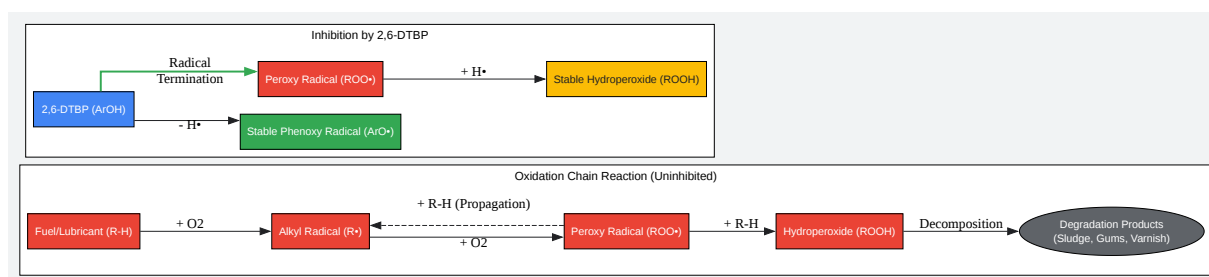 Inhibition by 2,6-DTBP
Radical
Termination
Peroxy Radical (ROO•)
+ H•
Stable Hydroperoxide (ROOH)
2,6-DTBP (ArOH)
- H•
Stable Phenoxy Radical (ArO•)
Oxidation Chain Reaction (Uninhibited)
+ R-H (Propagation)
Fuel/Lubricant (R-H)
+ O2
Alkyl Radical (R•)
+ O2
Peroxy Radical (ROO•)
+ R-H
Hydroperoxide (ROOH)
Decomposition
Degradation Products
(Sludge, Gums, Varnish)